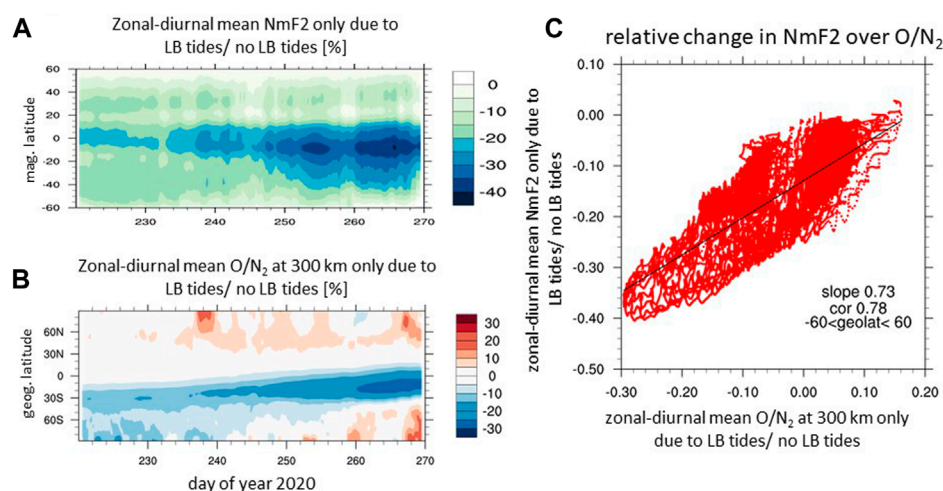 A
Zonal-diurnal mean NmF2 only due to
LB tides/ no LB tides [%]
mag. latitude
60
40
20
0
-20
-40
-60
230
240
250
260
270
0
-10
-20
-30
-40
B
Zonal-diurnal mean O/N₂ at 300 km only due to
LB tides/ no LB tides [%]
geog. latitude
60N
30N
0
30S
60S
230
240
250
260
270
day of year 2020
30
20
10
0
-10
-20
-30
C
relative change in NmF2 over O/N₂
zonal-diurnal mean NmF2 only due to
LB tides/ no LB tides
0.10
0.00
-0.10
-0.20
-0.30
-0.40
-0.50
slope 0.73
cor 0.78
-60<geolat< 60
-0.30
-0.20
-0.10
0.00
0.10
0.20
zonal-diurnal mean O/N₂ at 300 km only
due to LB tides/ no LB tides